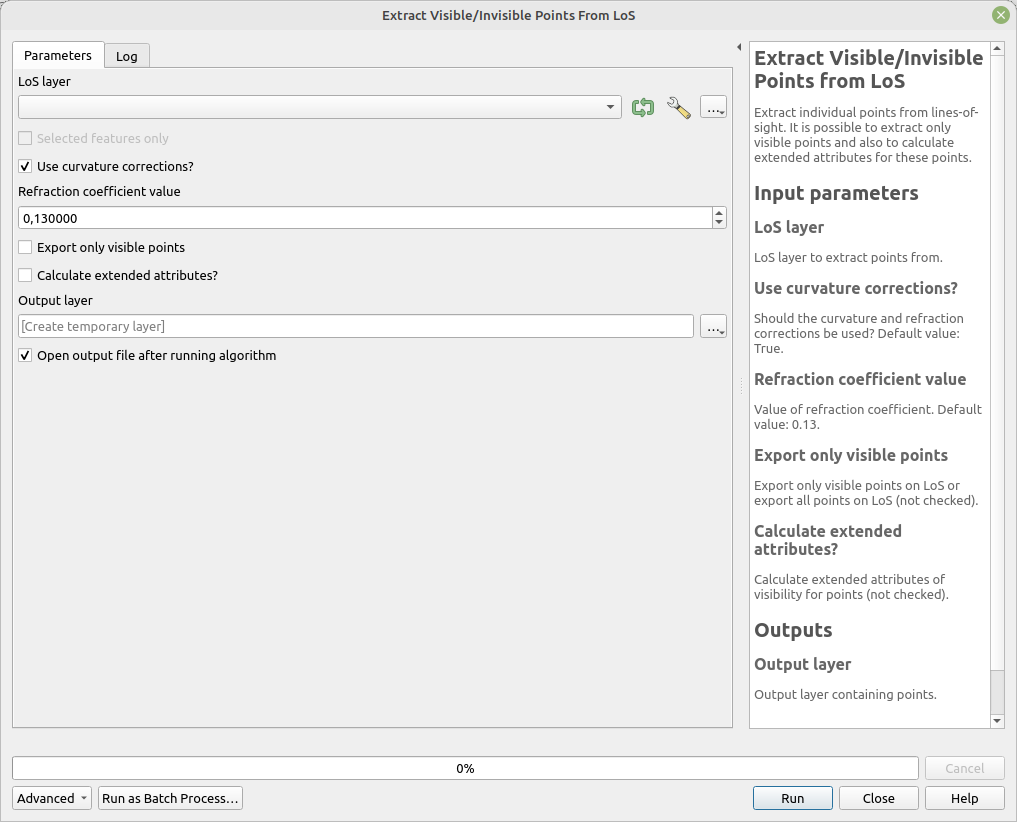 Extract Visible/Invisible Points From LoS
Parameters
Log
LoS layer
...
Selected features only
Use curvature corrections?
Refraction coefficient value
0,130000
Export only visible points
Calculate extended attributes?
Output layer
[Create temporary layer]
...
Open output file after running algorithm
Extract Visible/Invisible
Points from LoS
Extract individual points from lines-of-
sight. It is possible to extract only
visible points and also to calculate
extended attributes for these points.
Input parameters
LoS layer
LoS layer to extract points from.
Use curvature corrections?
Should the curvature and refraction
corrections be used? Default value:
True.
Refraction coefficient value
Value of refraction coefficient. Default
value: 0.13.
Export only visible points
Export only visible points on LoS or
export all points on LoS (not checked).
Calculate extended
attributes?
Calculate extended attributes of
visibility for points (not checked).
Outputs
Output layer
Output layer containing points.
0%
Cancel
Advanced
Run as Batch Process...
Run
Close
Help